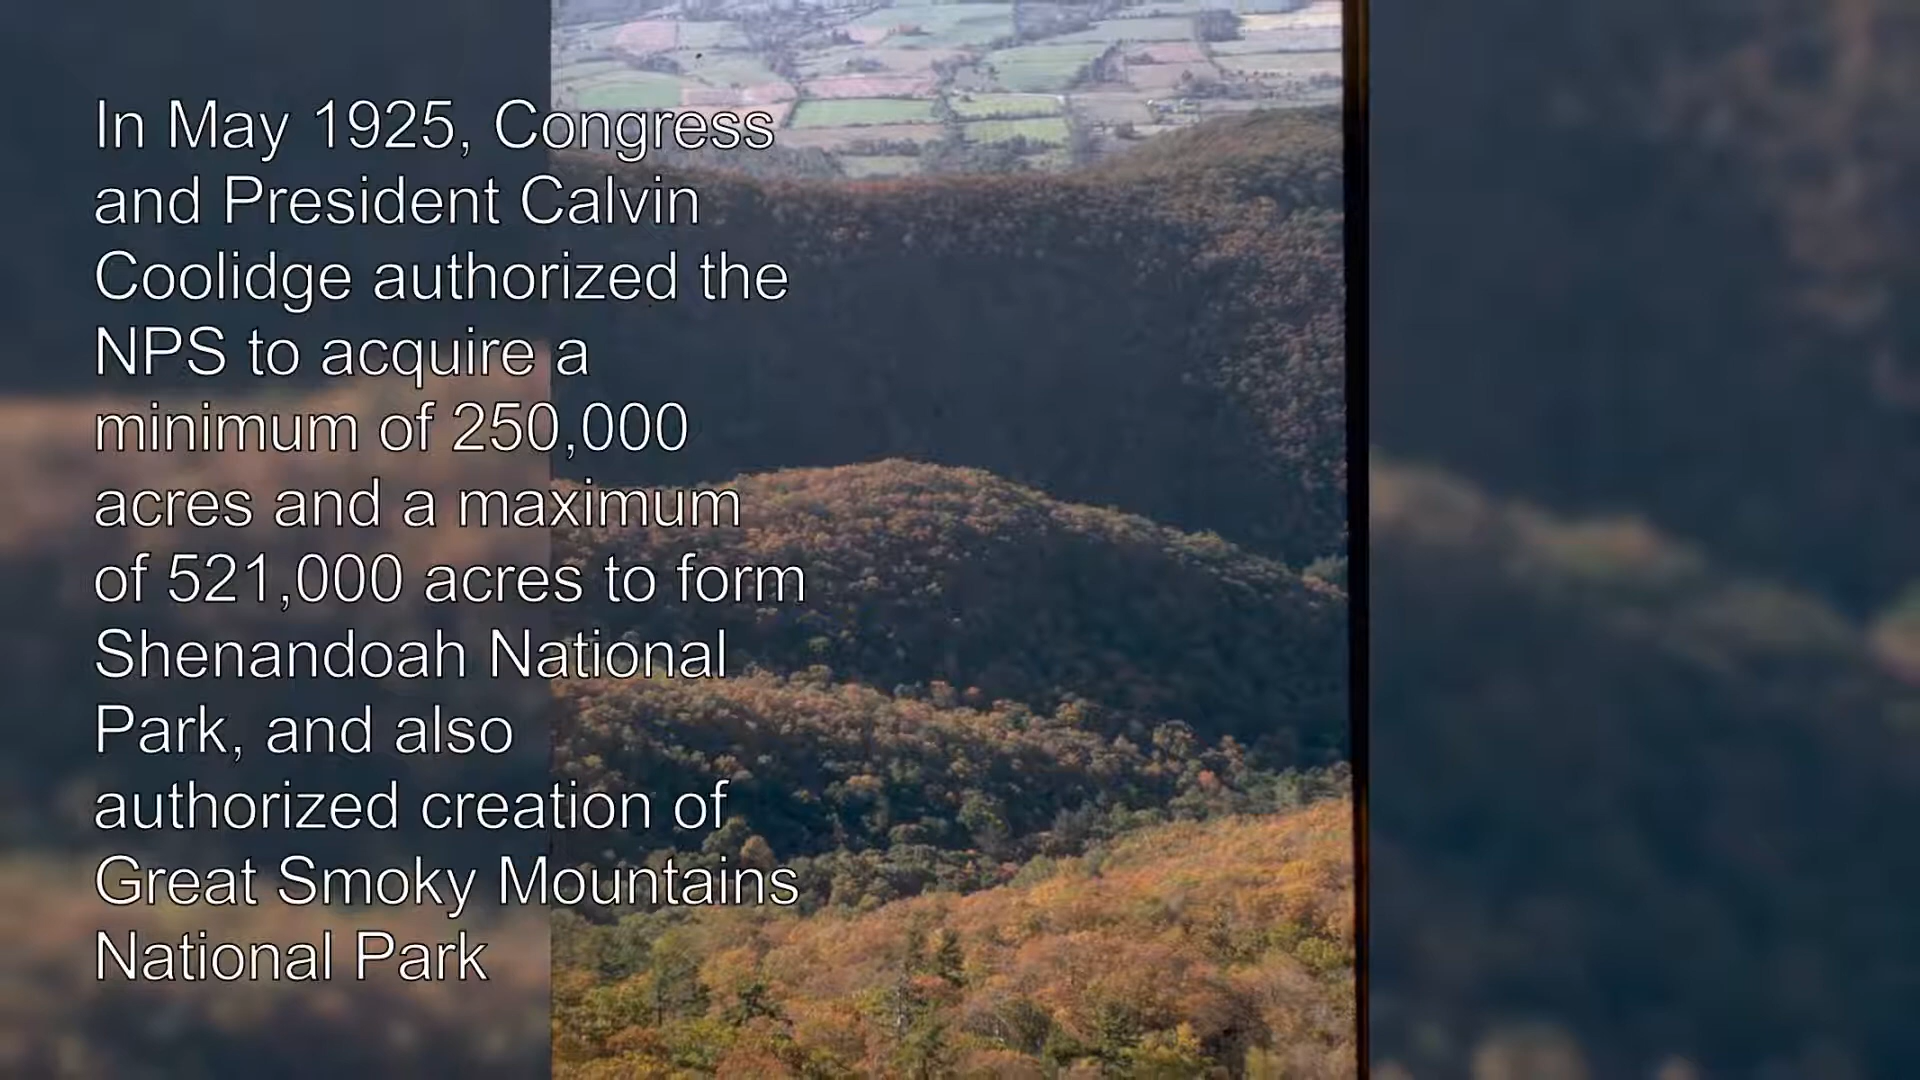 In May 1925, Congress
and President Calvin
Coolidge authorized the
NPS to acquire a
minimum of 250,000
acres and a maximum
of 521,000 acres to form
Shenandoah National
Park, and also
authorized creation of
Great Smoky Mountains
National Park